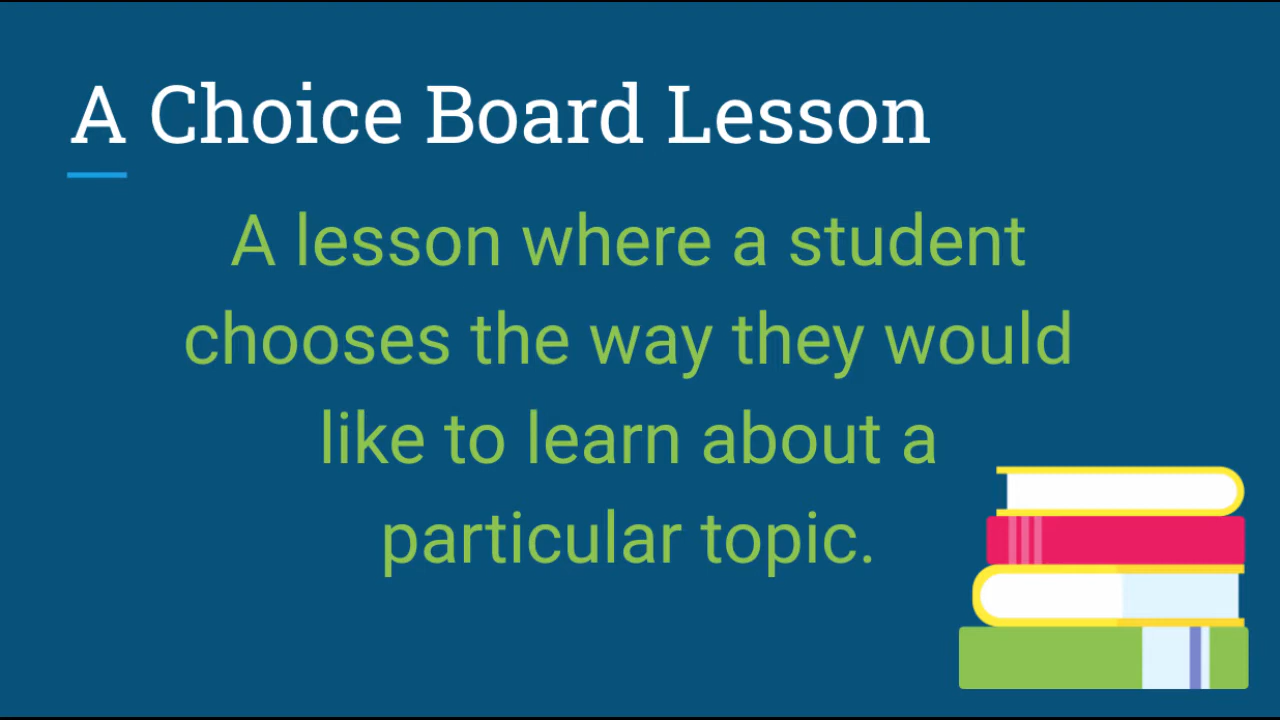 A Choice Board Lesson
A lesson where a student
chooses the way they would
like to learn about a
particular topic.